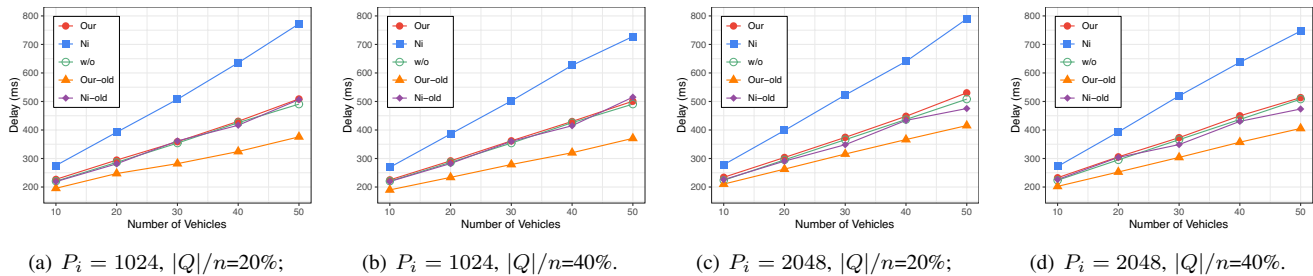 800
700
600
500
400
300
200
Delay (ms)
Our
Ni
w/o
Our-old
Ni-old
10 20 30 40 50
Number of Vehicles
(a) P_i = 1024, |Q|/n=20%;
800
700
600
500
400
300
200
Delay (ms)
Our
Ni
w/o
Our-old
Ni-old
10 20 30 40 50
Number of Vehicles
(b) P_i = 1024, |Q|/n=40%.
800
700
600
500
400
300
200
Delay (ms)
Our
Ni
w/o
Our-old
Ni-old
10 20 30 40 50
Number of Vehicles
(c) P_i = 2048, |Q|/n=20%;
800
700
600
500
400
300
200
Delay (ms)
Our
Ni
w/o
Our-old
Ni-old
10 20 30 40 50
Number of Vehicles
(d) P_i = 2048, |Q|/n=40%.